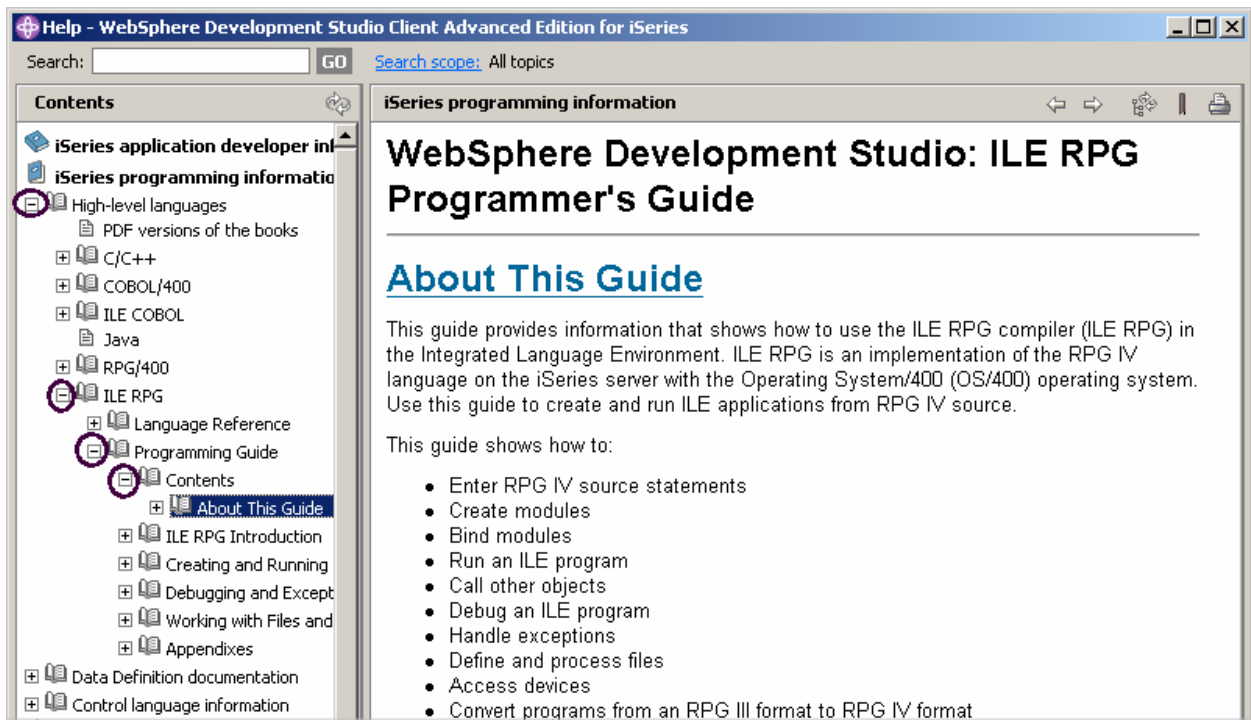 Help - WebSphere Development Studio Client Advanced Edition for iSeries
Search:
GO
Search scope: All topics
Contents
iSeries application developer inf
iSeries programming informatio
High-level languages
PDF versions of the books
C/C++
COBOL/400
ILE COBOL
Java
RPG/400
ILE RPG
Language Reference
Programming Guide
Contents
About This Guide
ILE RPG Introduction
Creating and Running
Debugging and Except
Working with Files and
Appendixes
Data Definition documentation
Control language information
iSeries programming information
WebSphere Development Studio: ILE RPG
Programmer's Guide
About This Guide
This guide provides information that shows how to use the ILE RPG compiler (ILE RPG) in
the Integrated Language Environment. ILE RPG is an implementation of the RPG IV
language on the iSeries server with the Operating System/400 (OS/400) operating system.
Use this guide to create and run ILE applications from RPG IV source.
This guide shows how to:
• Enter RPG IV source statements
• Create modules
• Bind modules
• Run an ILE program
• Call other objects
• Debug an ILE program
• Handle exceptions
• Define and process files
• Access devices
• Convert programs from an RPG III format to RPG IV format